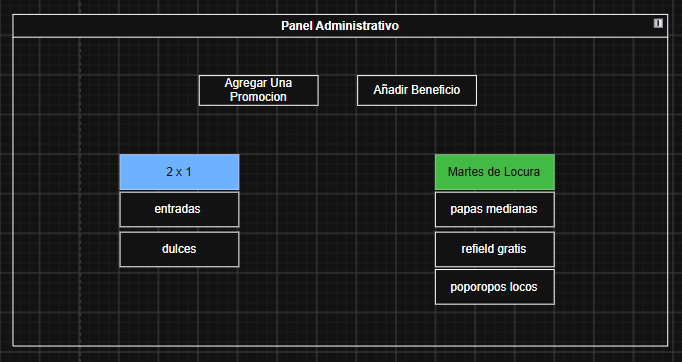 Panel Administrativo
Agregar Una
Promocion
Añadir Beneficio
2 x 1
Martes de Locura
entradas
papas medianas
dulces
refield gratis
poporopos locos